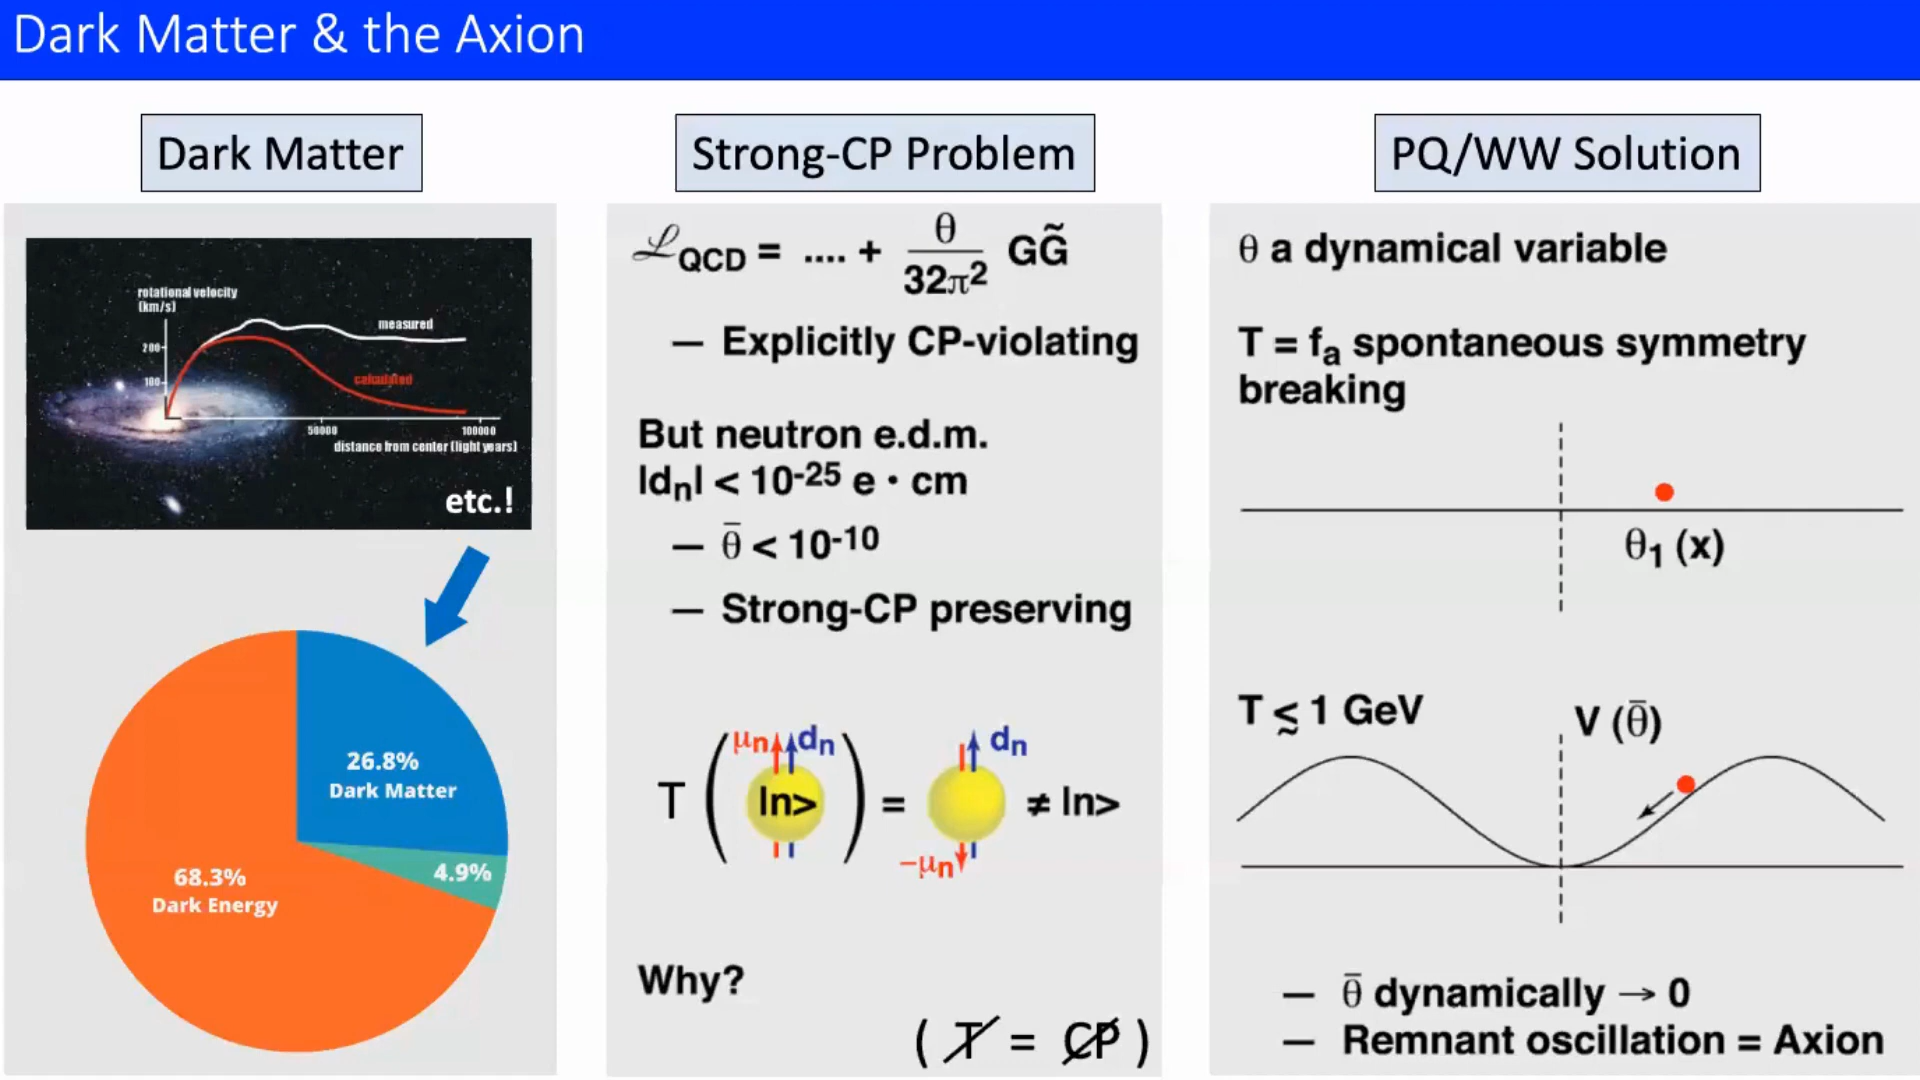 Dark Matter & the Axion
Dark Matter
rotational velocity
(km/s)
measured
200
calculated
100
50000
100000
distance from center (light years)
etc.!
26.8%
Dark Matter
4.9%
68.3%
Dark Energy
Strong-CP Problem
ℒQCD = .... + θ/32π² GG̃
— Explicitly CP-violating
But neutron e.d.m.
|dn| < 10⁻²⁵ e • cm
— θ̄ < 10⁻¹⁰
— Strong-CP preserving
μn dn dn
T ( |n> ) = ≠ |n>
-μn
Why?
( T̸ = C̸P̸ )
PQ/WW Solution
θ a dynamical variable
T = fa spontaneous symmetry
breaking
θ₁ (x)
T ≲ 1 GeV
V (θ̄)
— θ̄ dynamically → 0
— Remnant oscillation = Axion